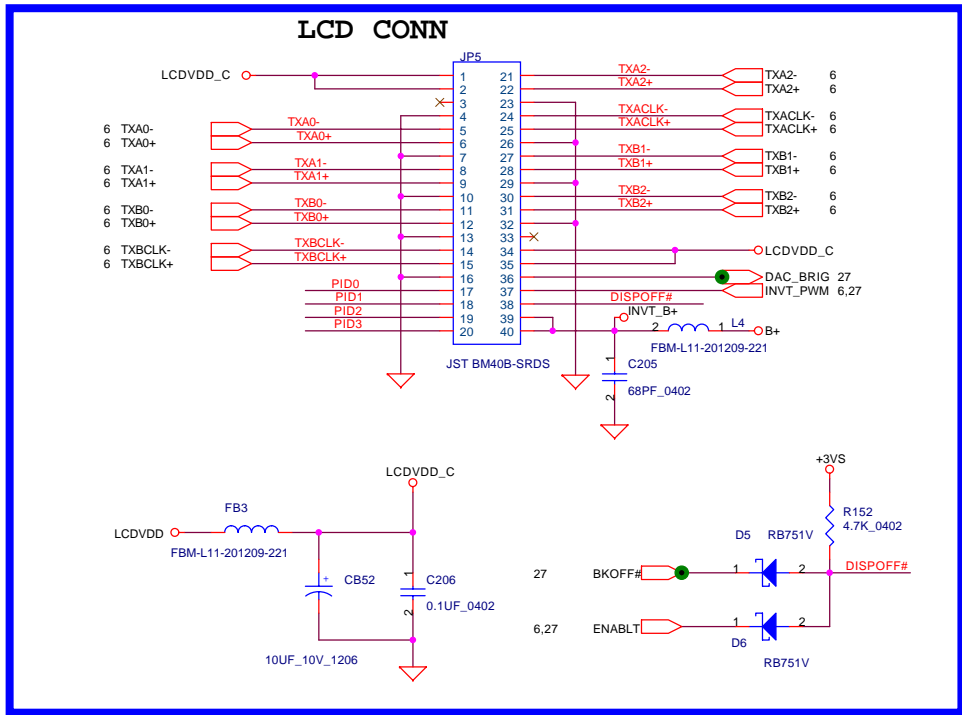 LCD CONN
JP5
LCDVDD_C
1 21 TXA2- TXA2- 6
2 22 TXA2+ TXA2+ 6
3 23
4 24 TXACLK- TXACLK- 6
6 TXA0- TXA0- 5 25 TXACLK+ TXACLK+ 6
6 TXA0+ TXA0+ 6 26
7 27 TXB1- TXB1- 6
6 TXA1- TXA1- 8 28 TXB1+ TXB1+ 6
6 TXA1+ TXA1+ 9 29
10 30 TXB2- TXB2- 6
6 TXB0- TXB0- 11 31 TXB2+ TXB2+ 6
6 TXB0+ TXB0+ 12 32
13 33
6 TXBCLK- TXBCLK- 14 34 LCDVDD_C
6 TXBCLK+ TXBCLK+ 15 35
16 36 DAC_BRIG 27
PID0 17 37 INVT_PWM 6,27
PID1 18 38 DISPOFF#
PID2 19 39 INVT_B+
PID3 20 40 2 1 L4 B+
FBM-L11-201209-221
JST BM40B-SRDS
1 C205
2 68PF_0402
LCDVDD_C
+3VS
FB3
LCDVDD
FBM-L11-201209-221
R152
4.7K_0402
D5 RB751V
27 BKOFF# 1 2 DISPOFF#
+ CB52
1 C206
2 0.1UF_0402
10UF_10V_1206
6,27 ENABLT 1 2
D6
RB751V